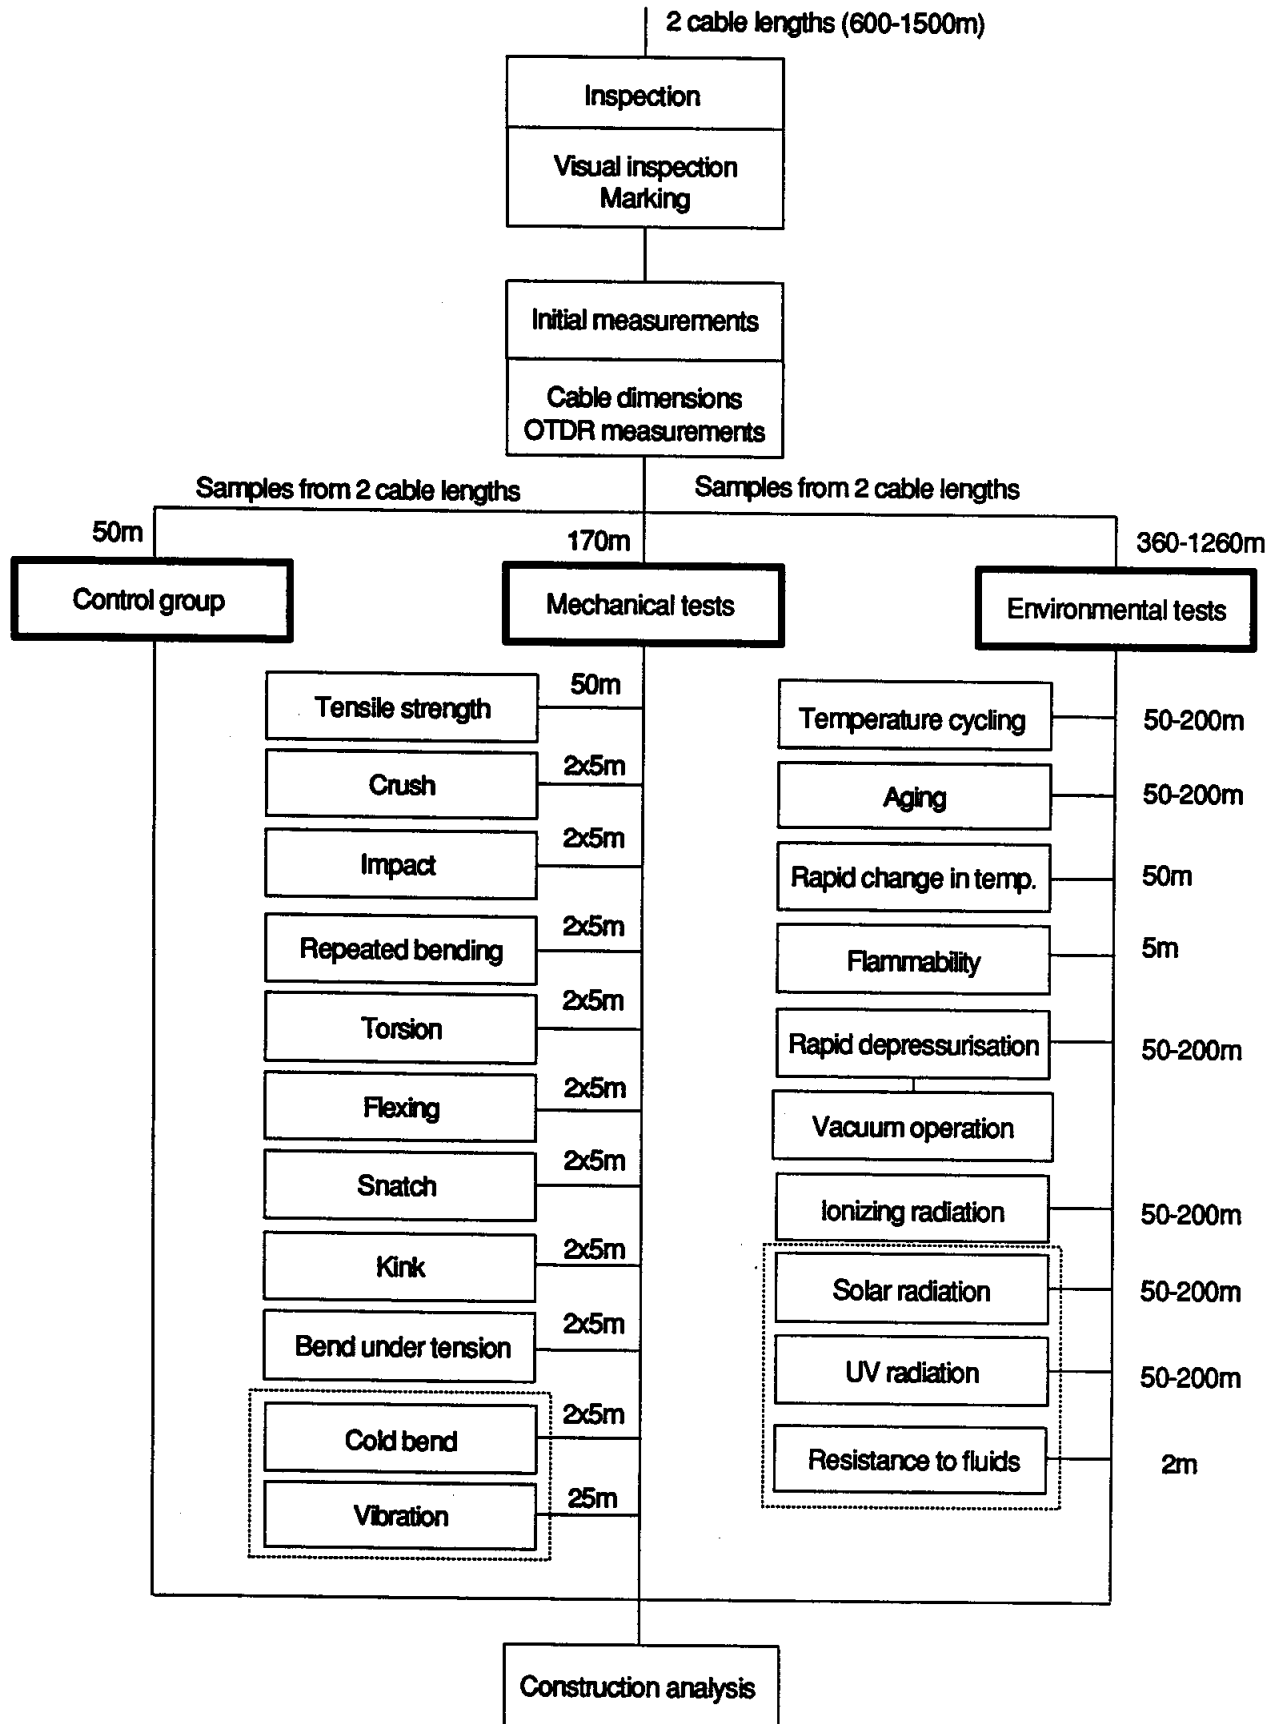 2 cable lengths (600-1500m)
Inspection
Visual inspection
Marking
Initial measurements
Cable dimensions
OTDR measurements
Samples from 2 cable lengths
Samples from 2 cable lengths
50m
170m
360-1260m
Control group
Mechanical tests
Environmental tests
Tensile strength
50m
Crush
2x5m
Impact
2x5m
Repeated bending
2x5m
Torsion
2x5m
Flexing
2x5m
Snatch
2x5m
Kink
2x5m
Bend under tension
2x5m
Cold bend
2x5m
Vibration
25m
Temperature cycling
50-200m
Aging
50-200m
Rapid change in temp.
50m
Flammability
5m
Rapid depressurisation
50-200m
Vacuum operation
Ionizing radiation
50-200m
Solar radiation
50-200m
UV radiation
50-200m
Resistance to fluids
2m
Construction analysis